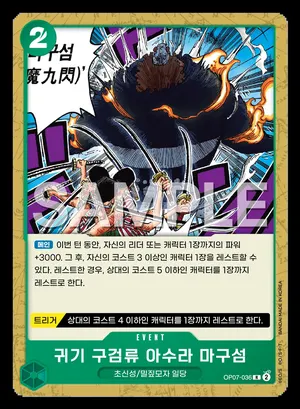 2
마구섬
魔九閃)'
SAMPLE
메인 이번 턴 동안, 자신의 리더 또는 캐릭터 1장까지의 파워
+3000. 그 후, 자신의 코스트 3 이상인 캐릭터 1장을 레스트할 수
있다. 레스트한 경우, 상대의 코스트 5 이하인 캐릭터를 1장까지
레스트로 한다.
트리거 상대의 코스트 4 이하인 캐릭터를 1장까지 레스트로 한다.
EVENT
귀기 구검류 아수라 마구섬
초신성/밀짚모자 일당
OP07-036 R 2